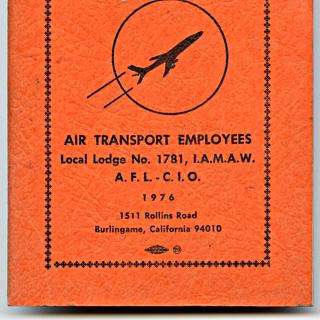 AIR TRANSPORT EMPLOYEES
Local Lodge No. 1781, I.A.M.A.W.
A. F. L. - C. I. O.
1976
1511 Rollins Road
Burlingame, California 94010